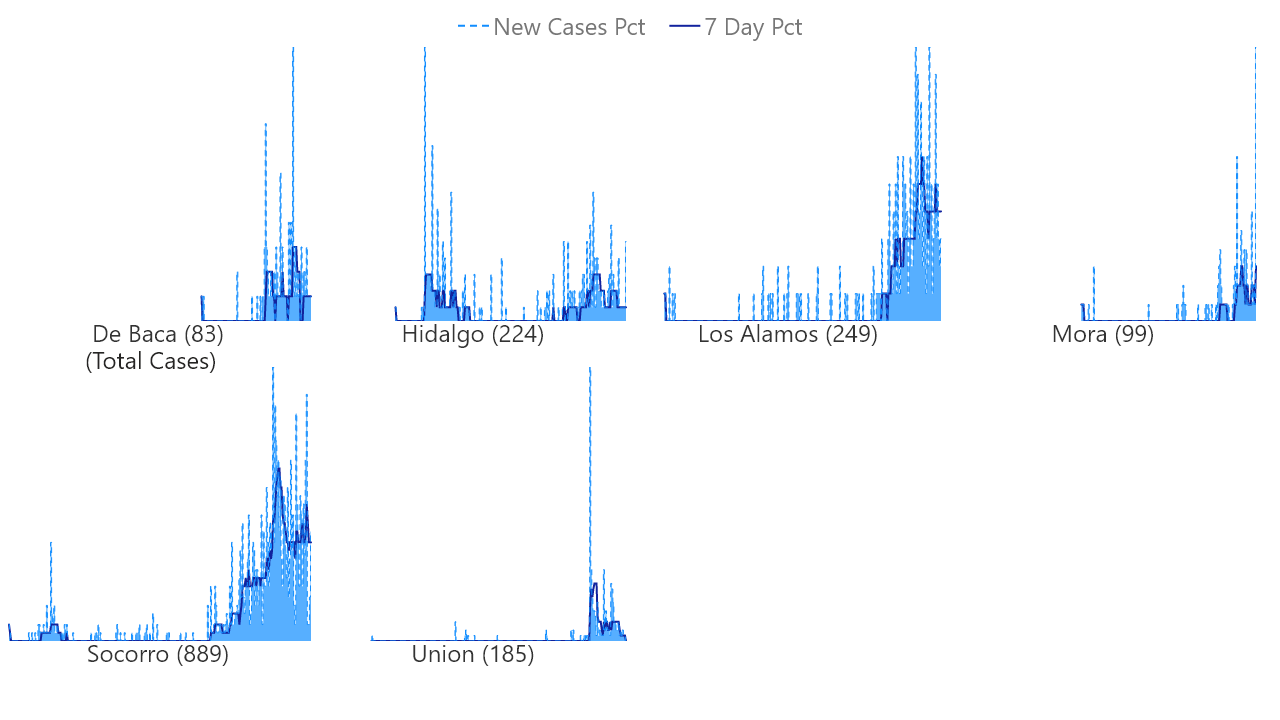 New Cases Pct 7 Day Pct
De Baca (83) Hidalgo (224) Los Alamos (249) Mora (99)
(Total Cases)
Socorro (889) Union (185)